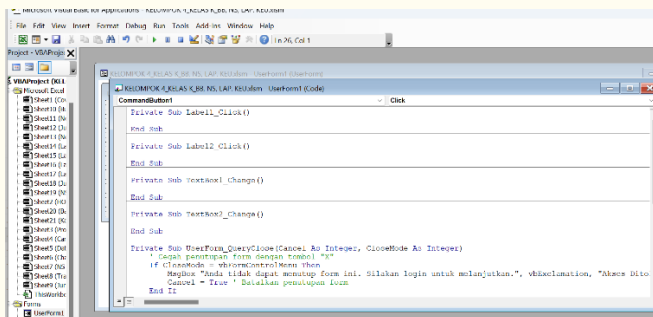 Microsoft Visual Basic for Applications - KELOMPOK 4_KELAS K_BB, NS, LAP. KEU.xlsm
File Edit View Insert Format Debug Run Tools Add-Ins Window Help
Ln 26, Col 1
Project - VBAProject
VBAProject (KEL
Microsoft Excel
Sheet1 (Cov
Sheet10
Sheet11
Sheet12
Sheet13
Sheet14
Sheet15
Sheet16
Sheet17
Sheet18
Sheet19
Sheet2
Sheet20
Sheet21
Sheet3
Sheet4
Sheet5
Sheet6
Sheet7 (NS
Sheet8
Sheet9
ThisWorkbo
Forms
UserForm1
KELOMPOK 4_KELAS K_BB, NS, LAP. KEU.xlsm - UserForm1 (UserForm)
KELOMPOK 4_KELAS K_BB, NS, LAP. KEU.xlsm - UserForm1 (Code)
CommandButton1
Click
Private Sub Label1_Click()
End Sub
Private Sub Label2_Click()
End Sub
Private Sub TextBox1_Change()
End Sub
Private Sub TextBox2_Change()
End Sub
Private Sub UserForm_QueryClose(Cancel As Integer, CloseMode As Integer)
' Cegah penutupan form dengan tombol "X"
If CloseMode = vbFormControlMenu Then
MsgBox "Anda tidak dapat menutup form ini. Silakan login untuk melanjutkan.", vbExclamation, "Akses Dito
Cancel = True ' Batalkan penutupan form
End If